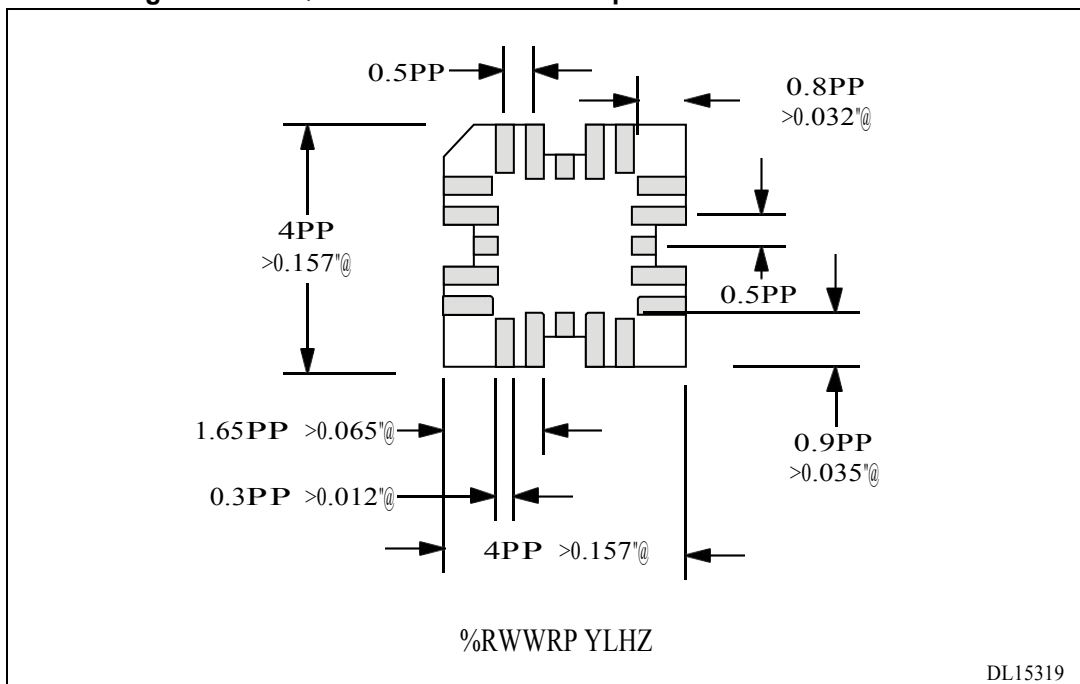 0.5PP
0.8PP
>0.032"@
4PP
>0.157"@
0.5PP
1.65PP >0.065"@
0.9PP
>0.035"@
0.3PP >0.012"@
4PP >0.157"@
%RWWRP YLHZ
DL15319